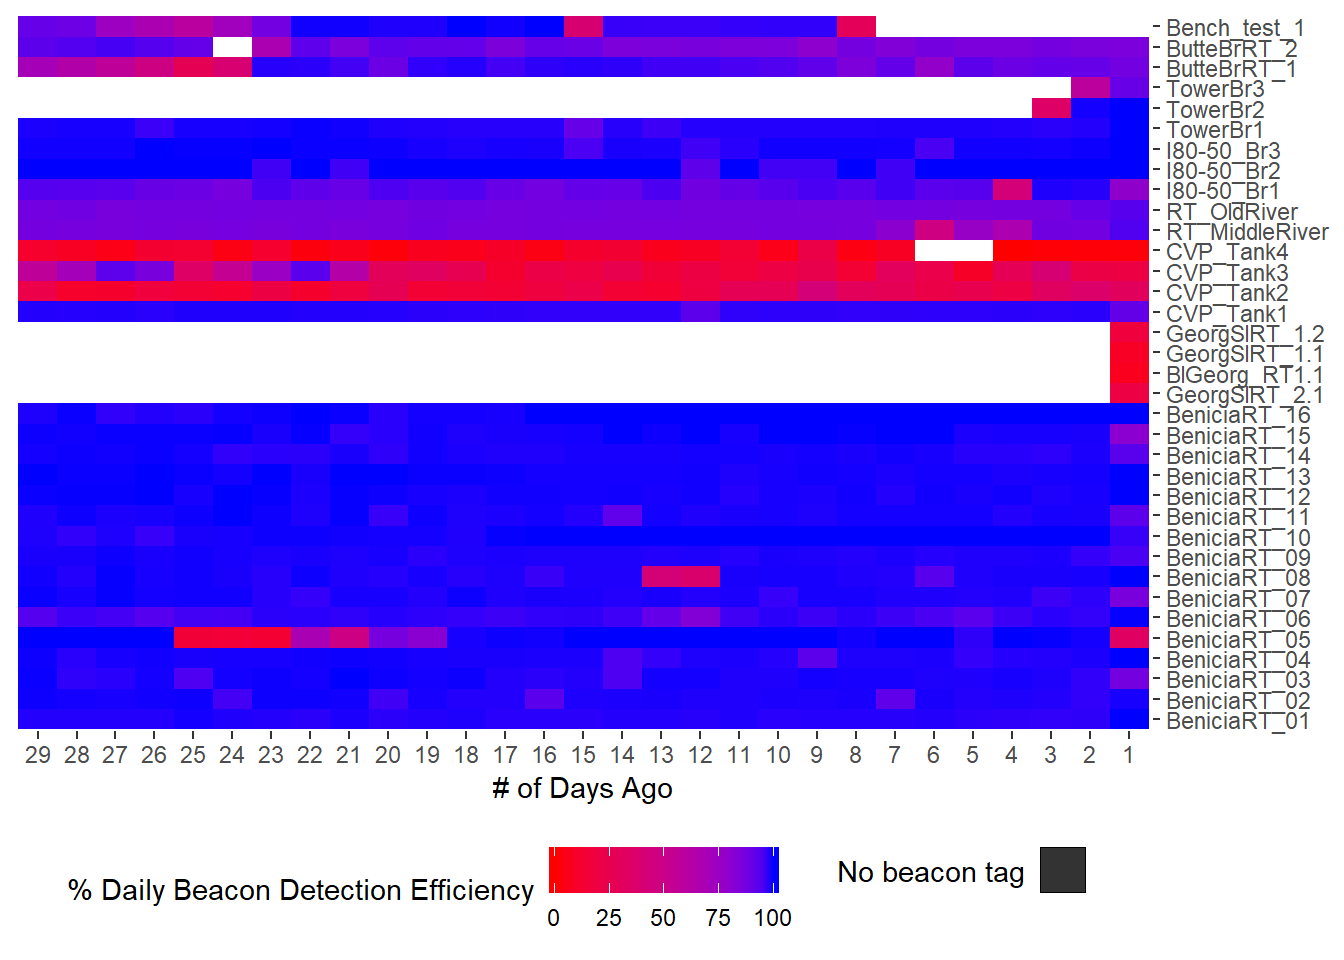 Bench_test_1
ButteBrRT_2
ButteBrRT_1
TowerBr3
TowerBr2
TowerBr1
I80-50_Br3
I80-50_Br2
I80-50_Br1
RT_OldRiver
RT_MiddleRiver
CVP_Tank4
CVP_Tank3
CVP_Tank2
CVP_Tank1
GeorgSlRT_1.2
GeorgSlRT_1.1
BlGeorg_RT1.1
GeorgSlRT_2.1
BeniciaRT_16
BeniciaRT_15
BeniciaRT_14
BeniciaRT_13
BeniciaRT_12
BeniciaRT_11
BeniciaRT_10
BeniciaRT_09
BeniciaRT_08
BeniciaRT_07
BeniciaRT_06
BeniciaRT_05
BeniciaRT_04
BeniciaRT_03
BeniciaRT_02
BeniciaRT_01
29 28 27 26 25 24 23 22 21 20 19 18 17 16 15 14 13 12 11 10 9 8 7 6 5 4 3 2 1
# of Days Ago
% Daily Beacon Detection Efficiency
0 25 50 75 100
No beacon tag